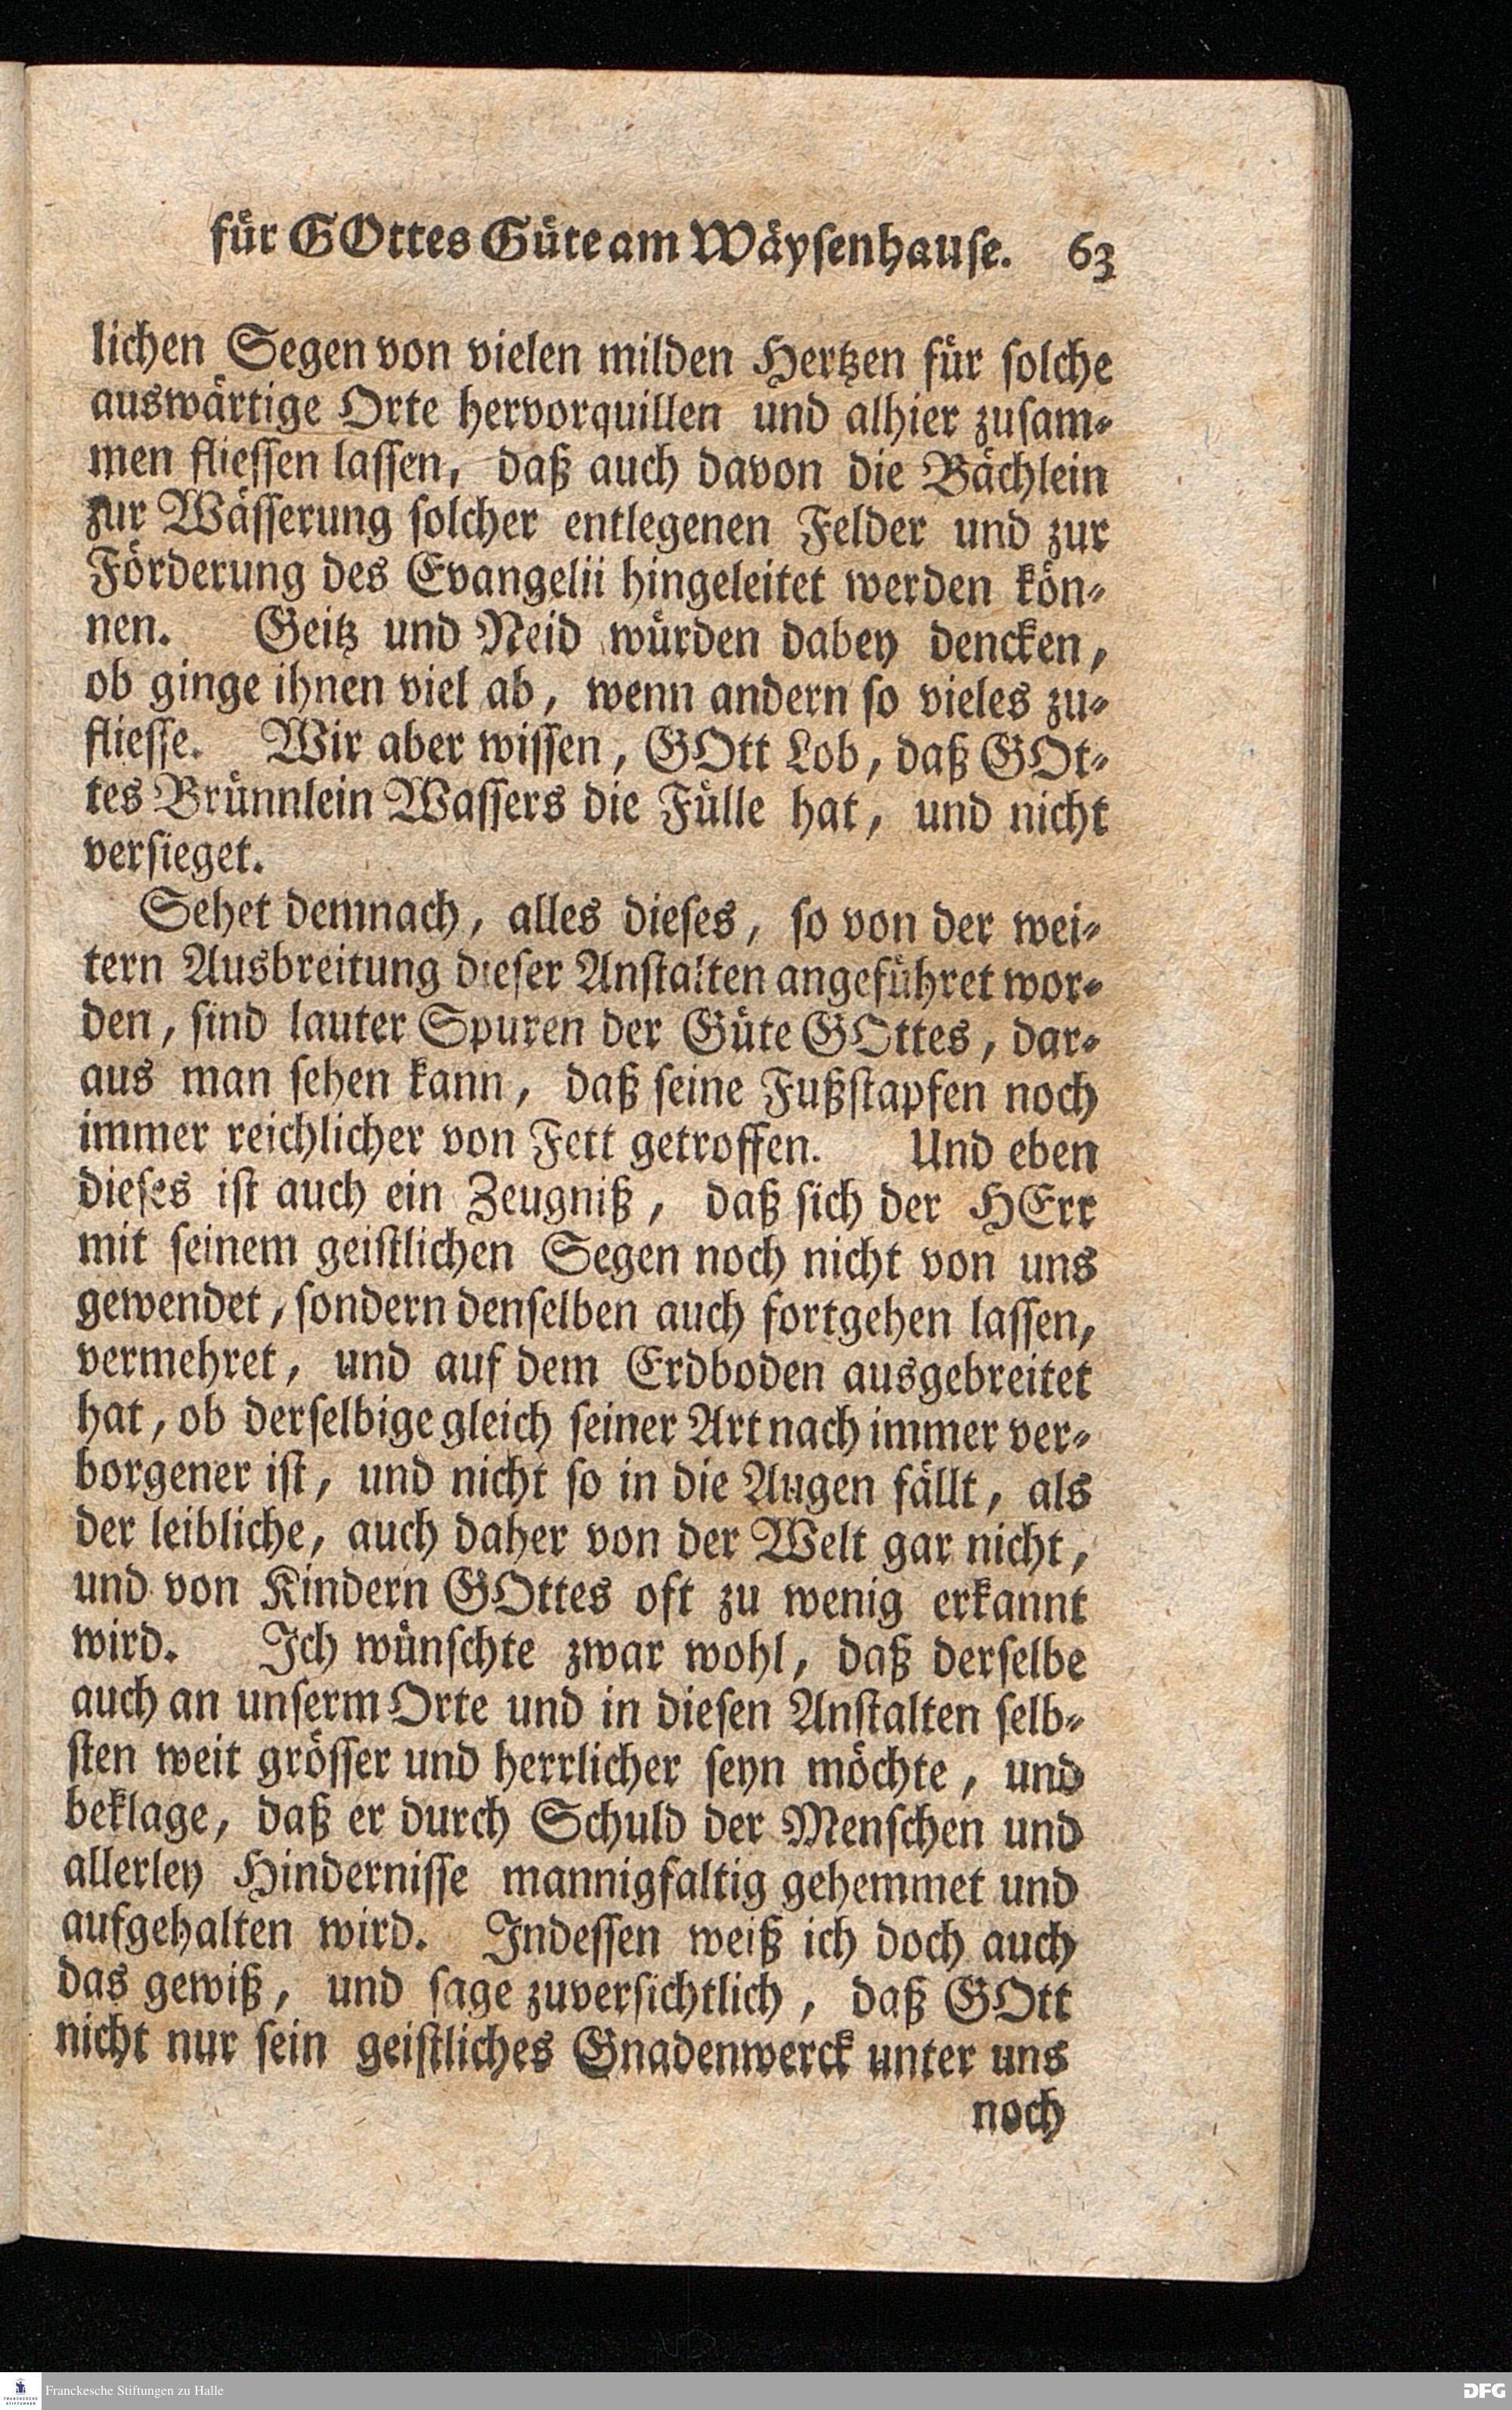 für GOttes Güte am Wäysenhause. 63
lichen Segen von vielen milden Hertzen für solche
auswärtige Orte hervorquillen und alhier zusam-
men fliessen lassen, daß auch davon die Bächlein
zur Wässerung solcher entlegenen Felder und zur
Förderung des Evangelii hingeleitet werden kön-
nen. Geitz und Neid würden dabey dencken,
ob ginge ihnen viel ab, wenn andern so vieles zu-
fliesse. Wir aber wissen, GOtt Lob, daß GOt-
tes Brünnlein Wassers die Fülle hat, und nicht
versieget.
Sehet demnach, alles dieses, so von der wei-
tern Ausbreitung dieser Anstalten angeführet wor-
den, sind lauter Spuren der Güte GOttes, dar-
aus man sehen kann, daß seine Fußstapfen noch
immer reichlicher von Fett getroffen. Und eben
dieses ist auch ein Zeugniß, daß sich der HErr
mit seinem geistlichen Segen noch nicht von uns
gewendet, sondern denselben auch fortgehen lassen,
vermehret, und auf dem Erdboden ausgebreitet
hat, ob derselbige gleich seiner Art nach immer ver-
borgener ist, und nicht so in die Augen fällt, als
der leibliche, auch daher von der Welt gar nicht,
und von Kindern GOttes oft zu wenig erkannt
wird. Ich wünschte zwar wohl, daß derselbe
auch an unserm Orte und in diesen Anstalten selb-
sten weit grösser und herrlicher seyn möchte, und
beklage, daß er durch Schuld der Menschen und
allerley Hindernisse mannigfaltig gehemmet und
aufgehalten wird. Indessen weiß ich doch auch
das gewiß, und sage zuversichtlich, daß GOtt
nicht nur sein geistliches Gnadenwerck unter uns
noch
FRANCKESCHE STIFTUNGEN
Franckesche Stiftungen zu Halle
DFG